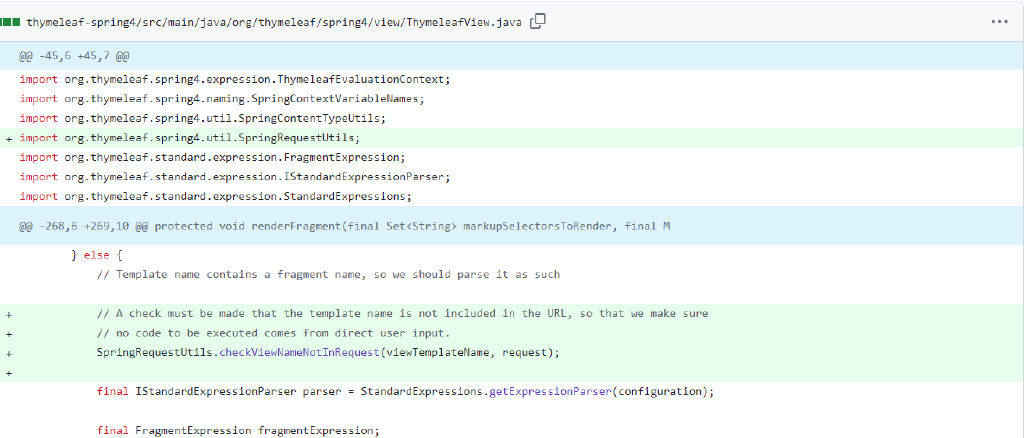 thymeleaf-spring4/src/main/java/org/thymeleaf/spring4/view/ThymeleafView.java
@@ -45,6 +45,7 @@
import org.thymeleaf.spring4.expression.ThymeleafEvaluationContext;
import org.thymeleaf.spring4.naming.SpringContextVariableNames;
import org.thymeleaf.spring4.util.SpringContentTypeUtils;
+ import org.thymeleaf.spring4.util.SpringRequestUtils;
import org.thymeleaf.standard.expression.FragmentExpression;
import org.thymeleaf.standard.expression.IStandardExpressionParser;
import org.thymeleaf.standard.expression.StandardExpressions;
@@ -268,6 +269,10 @@ protected void renderFragment(final Set<String> markupSelectorsToRender, final M
} else {
// Template name contains a fragment name, so we should parse it as such
+ // A check must be made that the template name is not included in the URL, so that we make sure
+ // no code to be executed comes from direct user input.
+ SpringRequestUtils.checkViewNameNotInRequest(viewTemplateName, request);
+
final IStandardExpressionParser parser = StandardExpressions.getExpressionParser(configuration);
final FragmentExpression fragmentExpression;